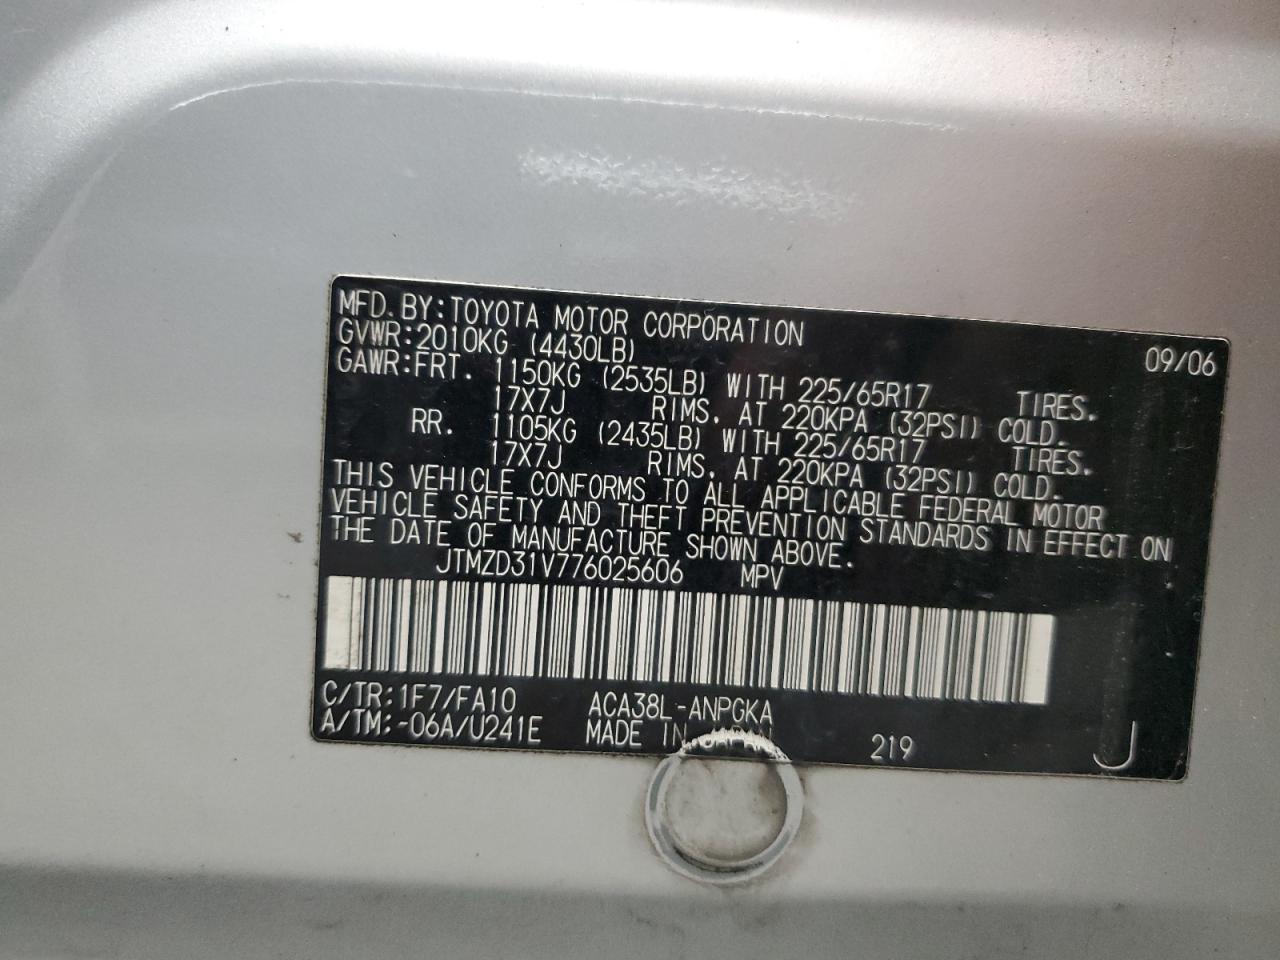 MFD. BY: TOYOTA MOTOR CORPORATION 09/06
GVWR: 2010KG (4430LB)
GAWR: FRT. 1150KG (2535LB) WITH 225/65R17 TIRES.
17X7J RIMS. AT 220KPA (32PSI) COLD.
RR. 1105KG (2435LB) WITH 225/65R17 TIRES.
17X7J RIMS. AT 220KPA (32PSI) COLD.
THIS VEHICLE CONFORMS TO ALL APPLICABLE FEDERAL MOTOR
VEHICLE SAFETY AND THEFT PREVENTION STANDARDS IN EFFECT ON
THE DATE OF MANUFACTURE SHOWN ABOVE.
JTMZD31V776025606 MPV
C/TR: 1F7/FA10 ACA38L-ANPGKA
A/TM: -06A/U241E MADE IN JAPAN 219 J